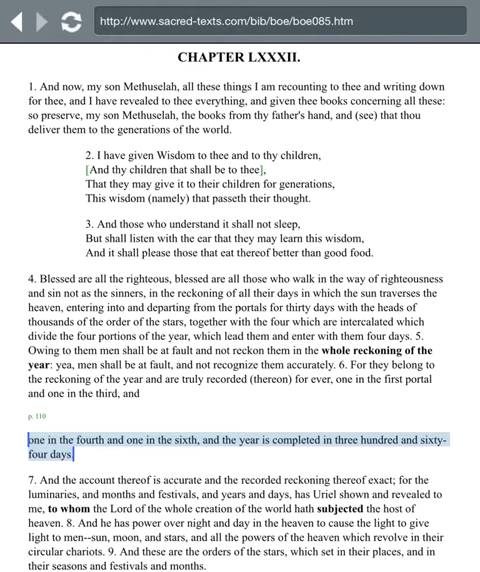 http://www.sacred-texts.com/bib/boe/boe085.htm
CHAPTER LXXXII.
1. And now, my son Methuselah, all these things I am recounting to thee and writing down
for thee, and I have revealed to thee everything, and given thee books concerning all these:
so preserve, my son Methuselah, the books from thy father's hand, and (see) that thou
deliver them to the generations of the world.
2. I have given Wisdom to thee and to thy children,
[And thy children that shall be to thee],
That they may give it to their children for generations,
This wisdom (namely) that passeth their thought.
3. And those who understand it shall not sleep,
But shall listen with the ear that they may learn this wisdom,
And it shall please those that eat thereof better than good food.
4. Blessed are all the righteous, blessed are all those who walk in the way of righteousness
and sin not as the sinners, in the reckoning of all their days in which the sun traverses the
heaven, entering into and departing from the portals for thirty days with the heads of
thousands of the order of the stars, together with the four which are intercalated which
divide the four portions of the year, which lead them and enter with them four days. 5.
Owing to them men shall be at fault and not reckon them in the whole reckoning of the
year: yea, men shall be at fault, and not recognize them accurately. 6. For they belong to
the reckoning of the year and are truly recorded (thereon) for ever, one in the first portal
and one in the third, and
p. 110
one in the fourth and one in the sixth, and the year is completed in three hundred and sixty-
four days.
7. And the account thereof is accurate and the recorded reckoning thereof exact; for the
luminaries, and months and festivals, and years and days, has Uriel shown and revealed to
me, to whom the Lord of the whole creation of the world hath subjected the host of
heaven. 8. And he has power over night and day in the heaven to cause the light to give
light to men--sun, moon, and stars, and all the powers of the heaven which revolve in their
circular chariots. 9. And these are the orders of the stars, which set in their places, and in
their seasons and festivals and months.